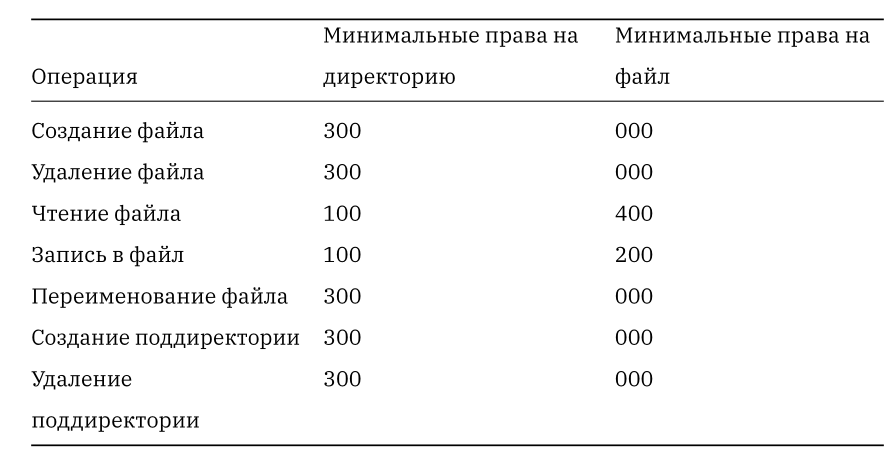 Минимальные права на Минимальные права на
Операция директорию файл
Создание файла 300 000
Удаление файла 300 000
Чтение файла 100 400
Запись в файл 100 200
Переименование файла 300 000
Создание поддиректории 300 000
Удаление 300 000
поддиректории